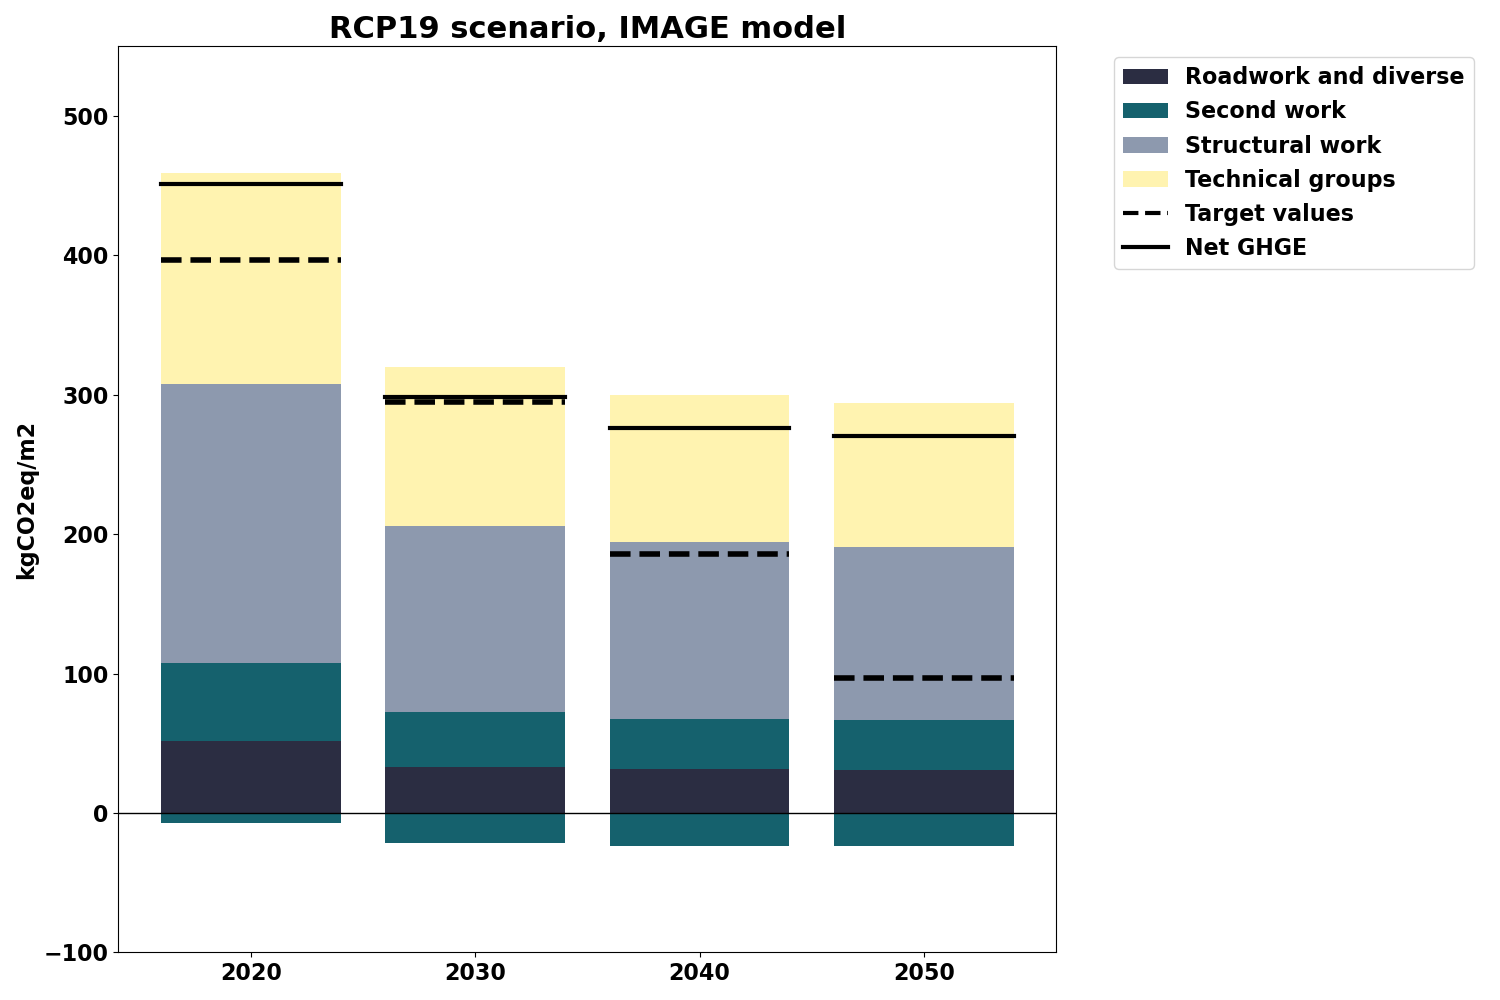 RCP19 scenario, IMAGE model
Roadwork and diverse
Second work
Structural work
Technical groups
Target values
Net GHGE
kgCO2eq/m2
500
400
300
200
100
0
−100
2020 2030 2040 2050